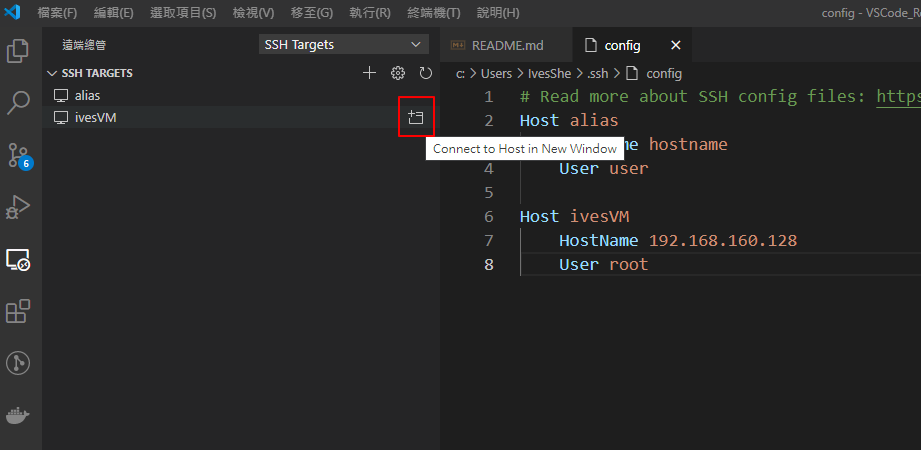 檔案(F) 編輯(E) 選取項目(S) 檢視(V) 移至(G) 執行(R) 終端機(T) 說明(H) config - VSCode_R
遠端總管 SSH Targets
README.md config
SSH TARGETS
alias
ivesVM
6
Connect to Host in New Window
c: > Users > IvesShe > .ssh > config
1 # Read more about SSH config files: https
2 Host alias
me hostname
4 User user
5
6 Host ivesVM
7 HostName 192.168.160.128
8 User root